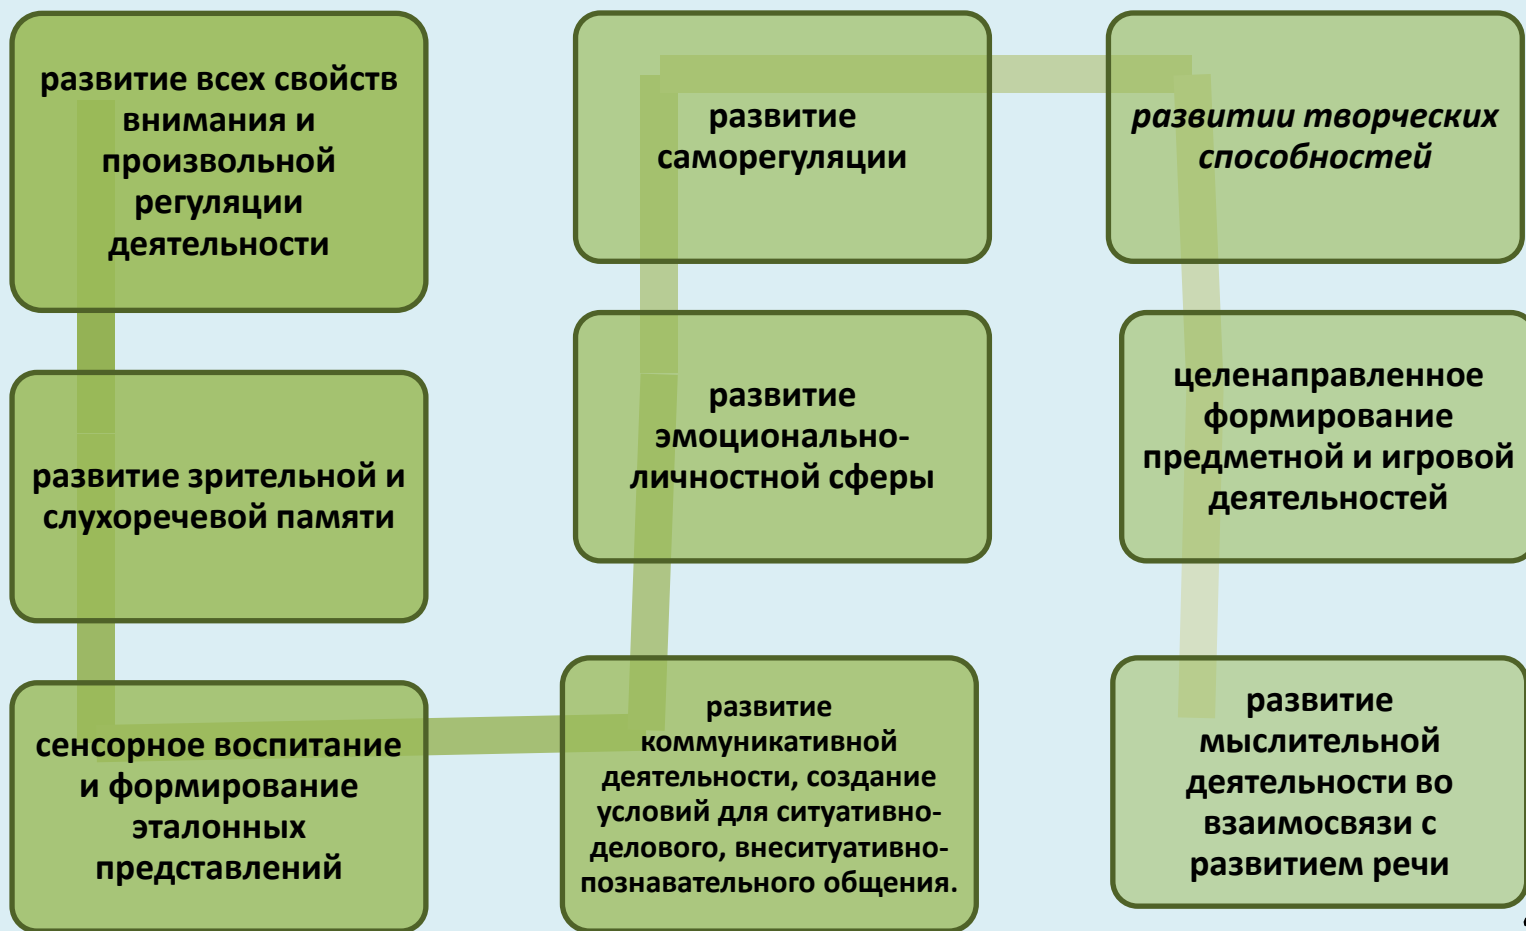 развитие всех свойств
внимания и
произвольной
регуляции
деятельности
развитие зрительной и
слухоречевой памяти
сенсорное воспитание
и формирование
эталонных
представлений
развитие
коммуникативной
деятельности, создание
условий для ситуативно-
делового, внеситуативно-
познавательного общения.
развитие
эмоционально-
личностной сферы
развитие
саморегуляции
развитии творческих
способностей
целенаправленное
формирование
предметной и игровой
деятельностей
развитие
мыслительной
деятельности во
взаимосвязи с
развитием речи